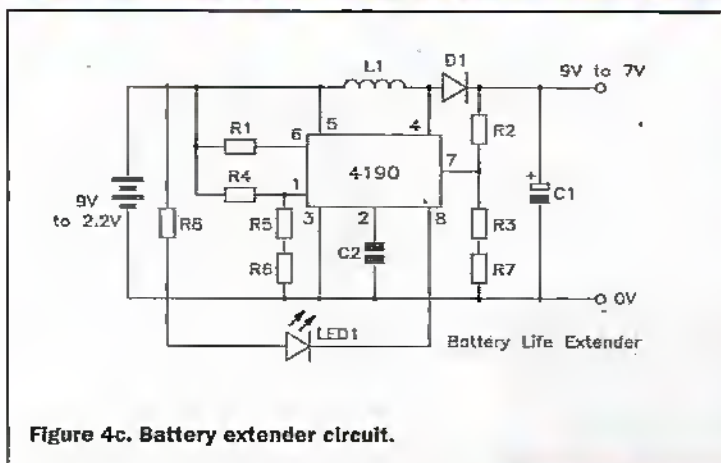 L1
D1
9V to 7V
5
4
R1
6
R2
7
4190
R4
1
9V
to 2.2V
R6
R5
3
2
8
+
C1
R3
C2
R6
R7
0V
LED1
Battery Life Extender
Figure 4c. Battery extender circuit.